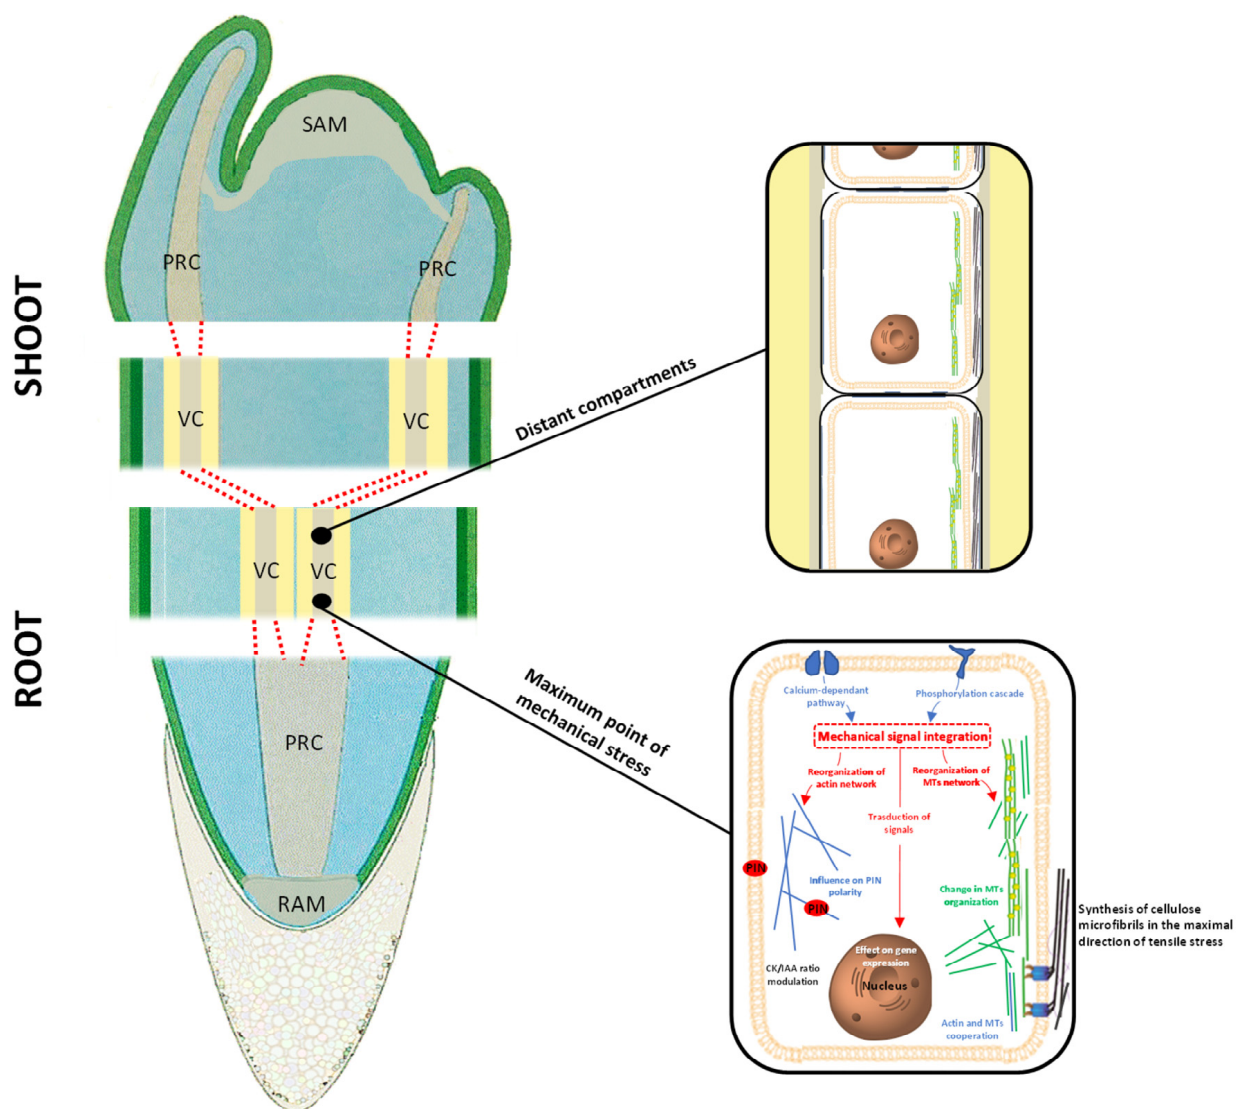 SHOOT
ROOT
SAM
PRC
PRC
VC
VC
VC
VC
PRC
RAM
Distant compartments
Maximum point of
mechanical stress
Calcium-dependant
pathway
Phosphorylation cascade
Mechanical signal integration
Reorganization of
actin network
Reorganization of
MTs network
Trasduction of
signals
PIN
Influence on PIN
polarity
PIN
Change in MTs
organization
CK/IAA ratio
modulation
Effect on gene
expression
Nucleus
Actin and MTs
cooperation
Synthesis of cellulose
microfibrils in the maximal
direction of tensile stress